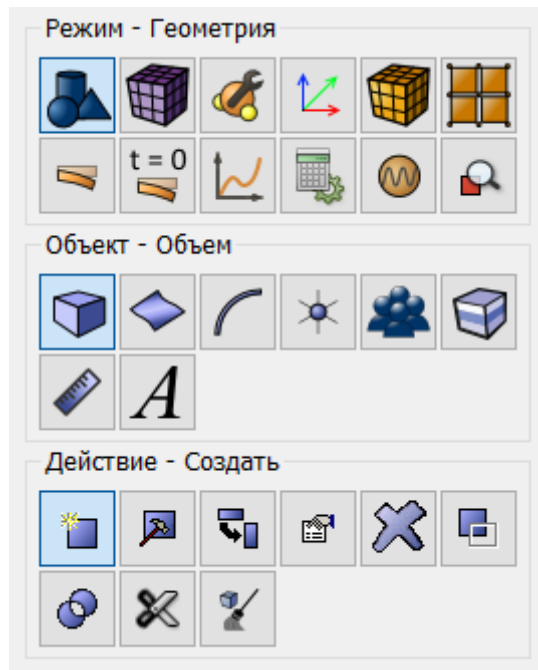 Режим - Геометрия
t = 0
Объект - Объем
A
Действие - Создать